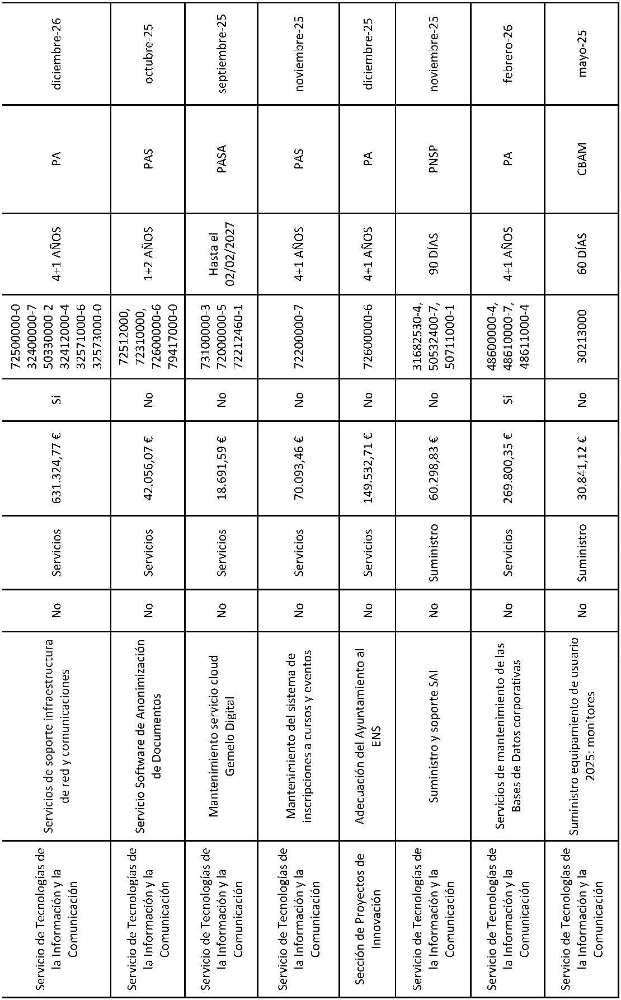 Servicio de Tecnologías de
la Información y la
Comunicación
Servicios de soporte infraestructura
de red y comunicaciones
No
Servicios
631.324,77 €
Sí
72500000-0
32400000-7
50330000-2
32412000-4
32571000-6
32573000-0
4+1 AÑOS
PA
diciembre-26
Servicio de Tecnologías de
la Información y la
Comunicación
Servicio Software de Anonimización
de Documentos
No
Servicios
42.056,07 €
No
72512000,
72310000,
72600000-6
79417000-0
1+2 AÑOS
PAS
octubre-25
Servicio de Tecnologías de
la Información y la
Comunicación
Mantenimiento servicio cloud
Gemelo Digital
No
Servicios
18.691,59 €
No
73100000-3
72000000-5
72212460-1
Hasta el
02/02/2027
PASA
septiembre-25
Servicio de Tecnologías de
la Información y la
Comunicación
Mantenimiento del sistema de
inscripciones a cursos y eventos
No
Servicios
70.093,46 €
No
72200000-7
4+1 AÑOS
PAS
noviembre-25
Sección de Proyectos de
Innovación
Adecuación del Ayuntamiento al
ENS
No
Servicios
149.532,71 €
No
72600000-6
4+1 AÑOS
PA
diciembre-25
Servicio de Tecnologías de
la Información y la
Comunicación
Suministro y soporte SAI
No
Suministro
60.298,83 €
No
31682530-4,
50532400-7,
50711000-1
90 DÍAS
PNSP
noviembre-25
Servicio de Tecnologías de
la Información y la
Comunicación
Servicios de mantenimiento de las
Bases de Datos corporativas
No
Servicios
269.800,35 €
Sí
48600000-4,
48610000-7,
48611000-4
4+1 AÑOS
PA
febrero-26
Servicio de Tecnologías de
la Información y la
Comunicación
Suministro equipamiento de usuario
2025: monitores
No
Suministro
30.841,12 €
No
30213000
60 DÍAS
CBAM
mayo-25